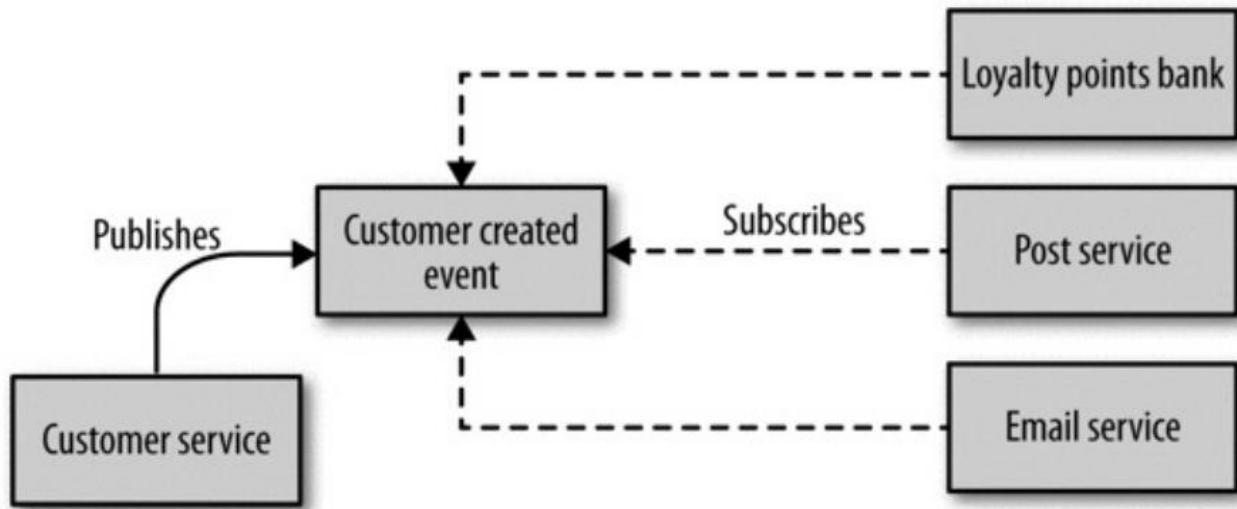 Loyalty points bank
Publishes
Customer created
event
Subscribes
Post service
Customer service
Email service